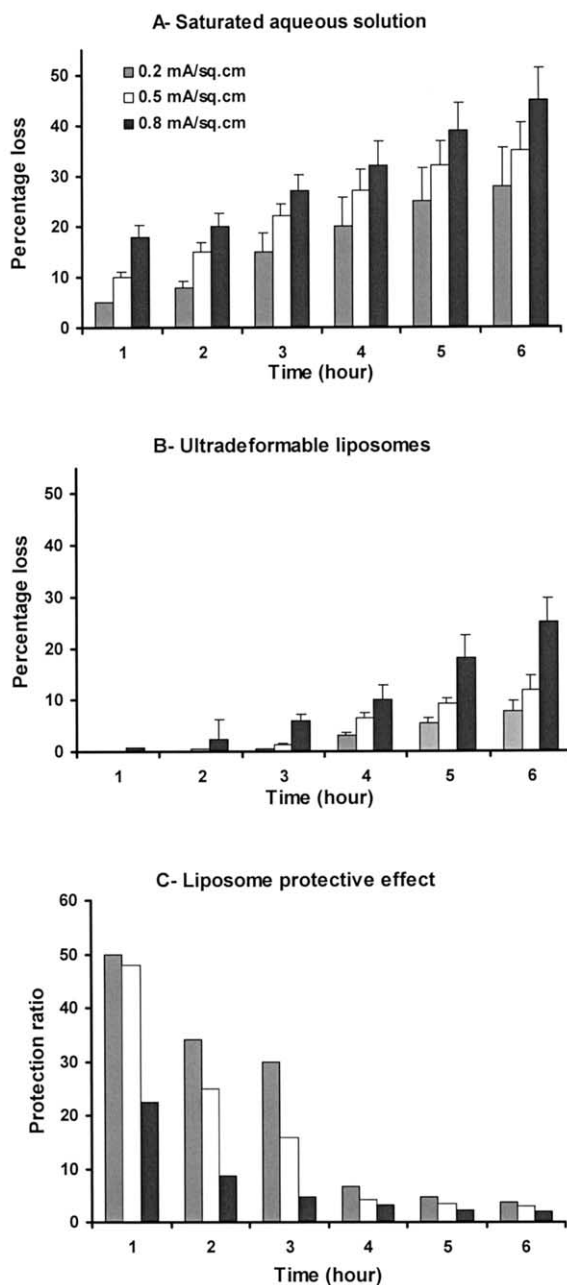 A- Saturated aqueous solution
50
40
30
20
10
0
Percentage loss
0.2 mA/sq.cm
0.5 mA/sq.cm
0.8 mA/sq.cm
1 2 3 4 5 6
Time (hour)
B- Ultradeformable liposomes
50
40
30
20
10
0
Percentage loss
1 2 3 4 5 6
Time (hour)
C- Liposome protective effect
60
50
40
30
20
10
0
Protection ratio
1 2 3 4 5 6
Time (hour)